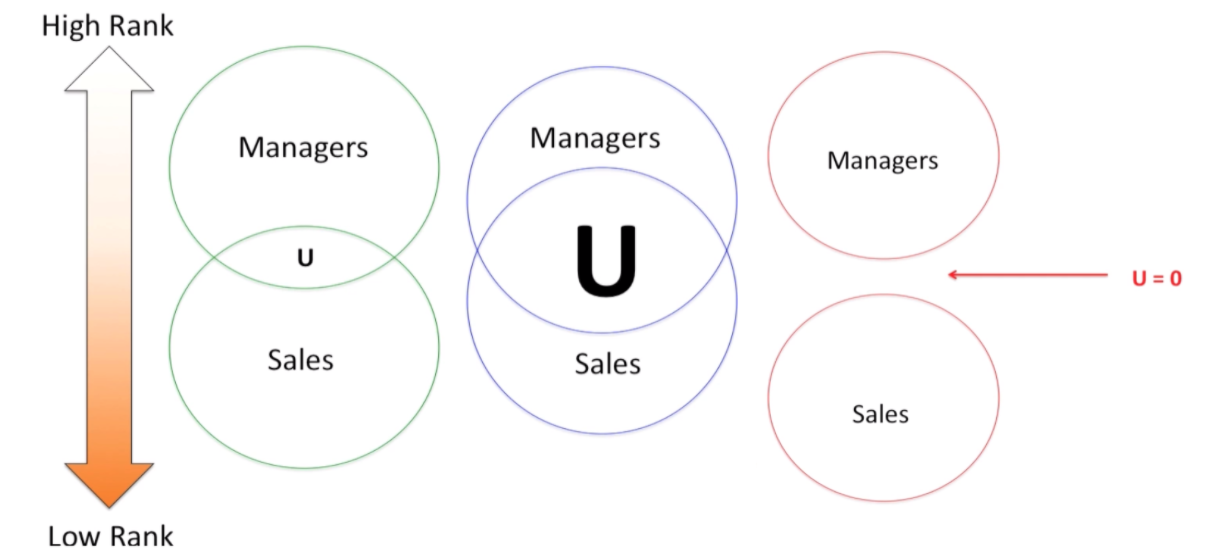 High Rank
Managers
U
Sales
Managers
U
Sales
Managers
U = 0
Sales
Low Rank